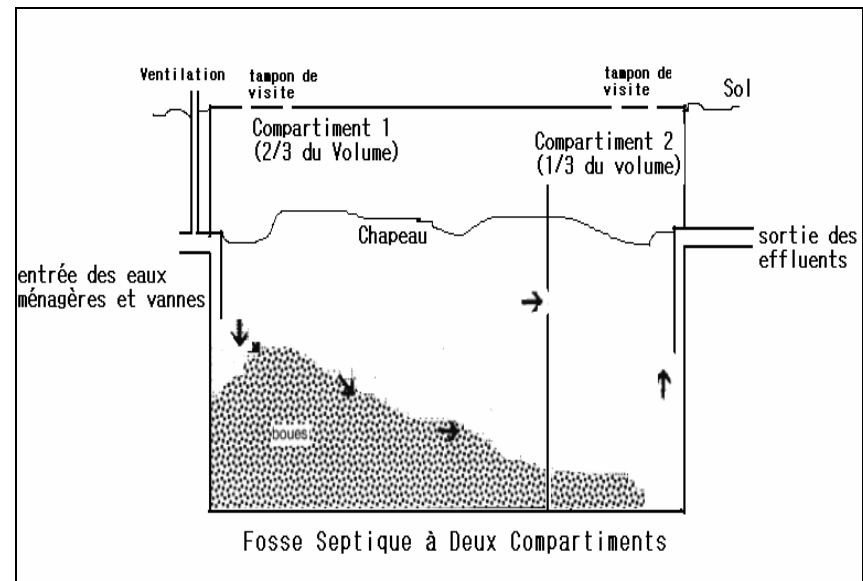 Ventilation
tampon de
visite
tampon de
visite
Sol
Compartiment 1
(2/3 du Volume)
Compartiment 2
(1/3 du volume)
Chapeau
sortie des
effluents
entrée des eaux
ménagères et vannes
boues
Fosse Septique à Deux Compartiments